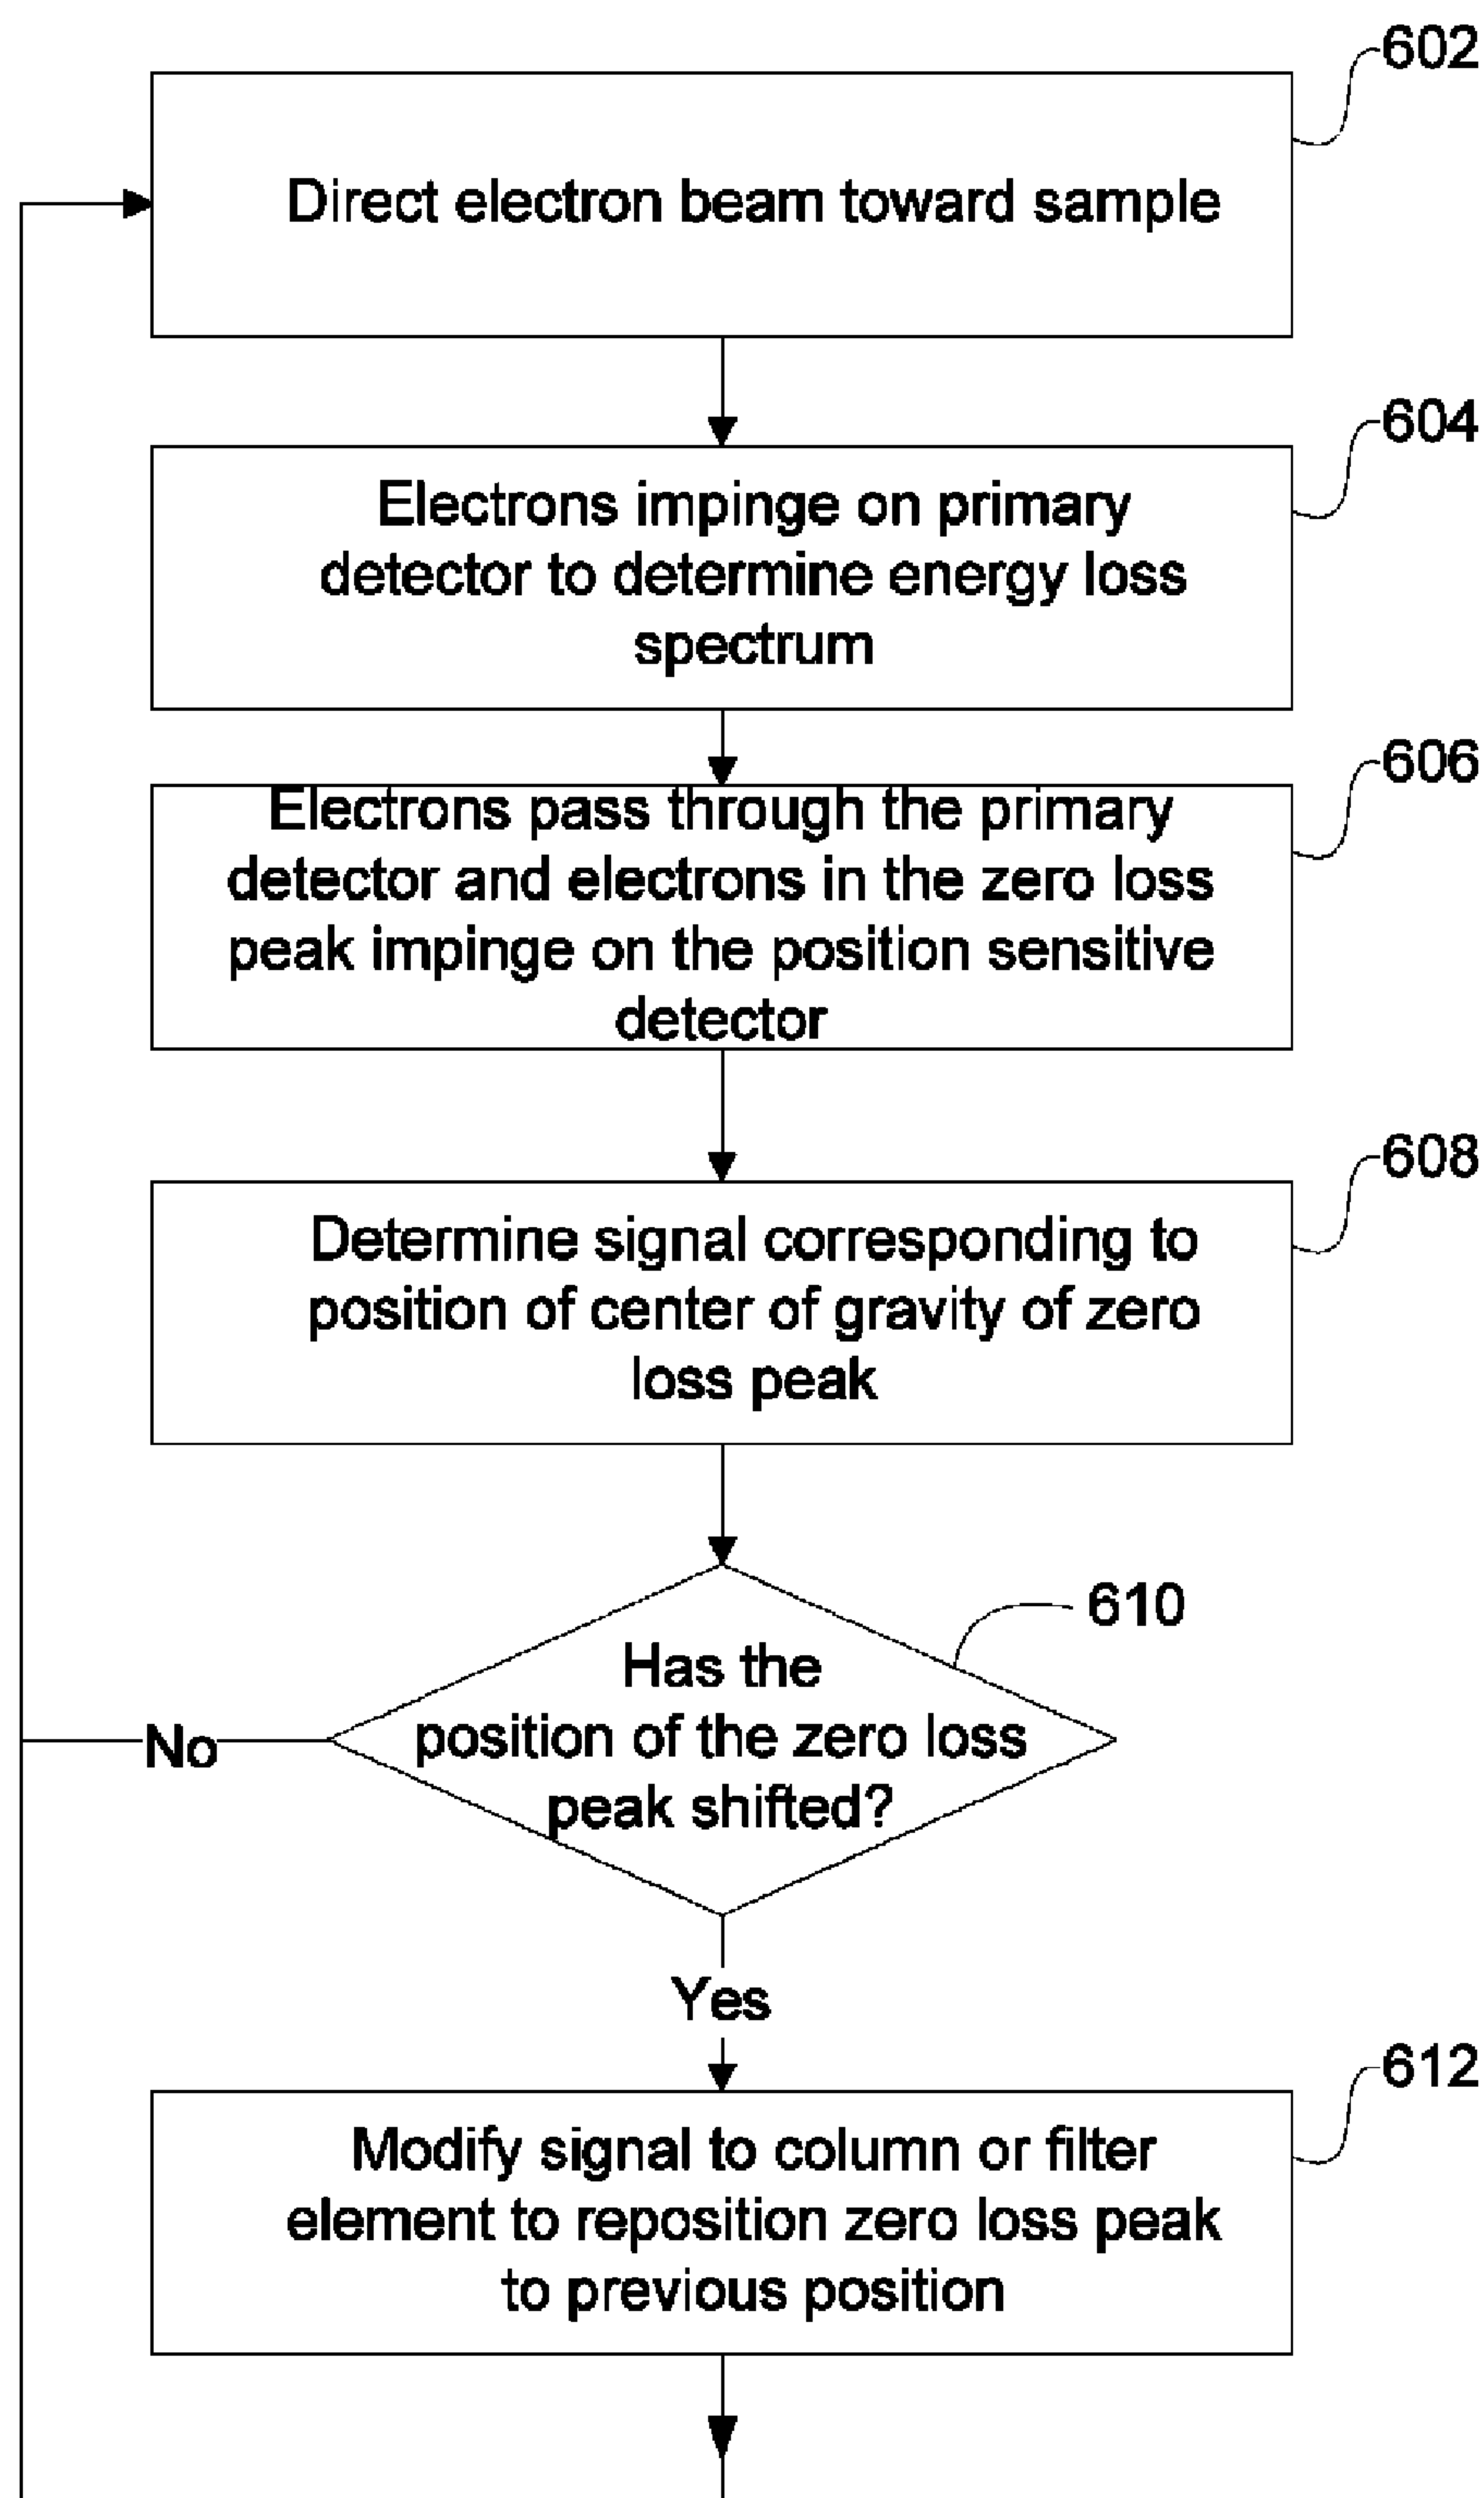 602
Direct electron beam toward sample
604
Electrons impinge on primary
detector to determine energy loss
spectrum
606
Electrons pass through the primary
detector and electrons in the zero loss
peak impinge on the position sensitive
detector
608
Determine signal corresponding to
position of center of gravity of zero
loss peak
610
Has the
position of the zero loss
peak shifted?
No
Yes
612
Modify signal to column or filter
element to reposition zero loss peak
to previous position